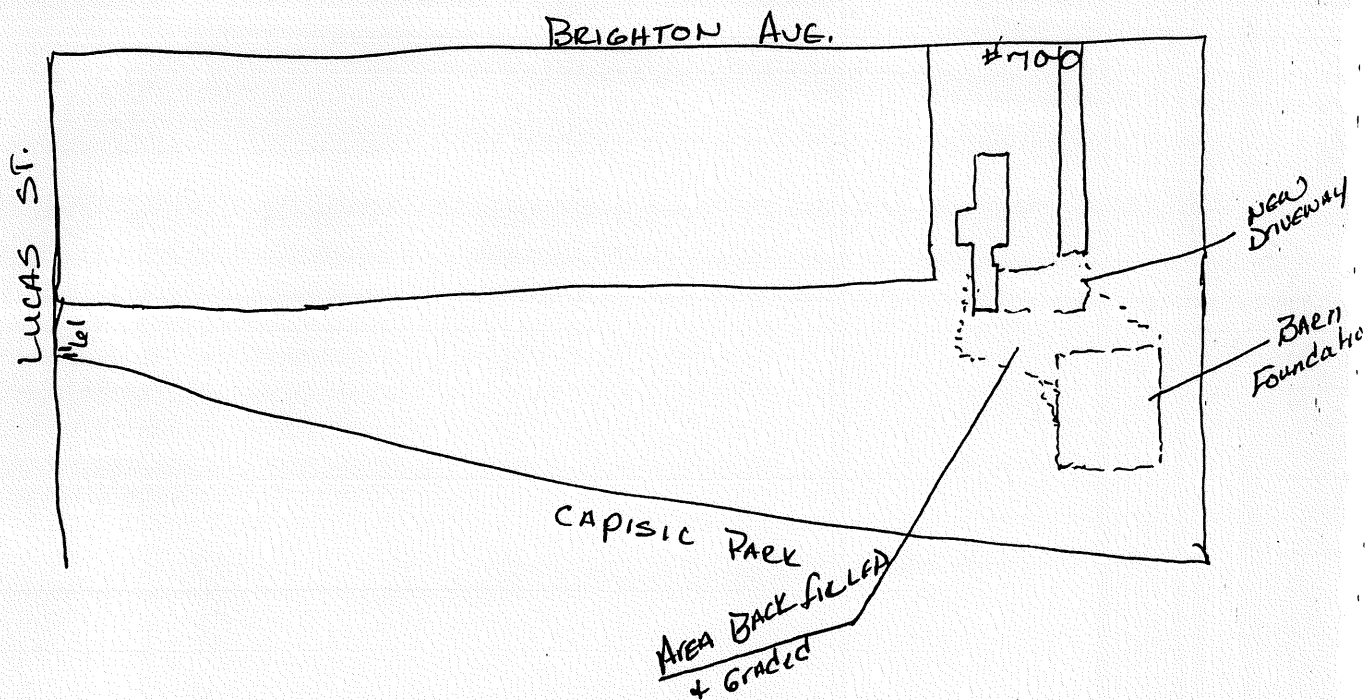 BRIGHTON AVE.
#700
LUCAS ST.
NEW
DRIVEWAY
BARN
Foundatio
CAPISIC PARK
AREA BACK FILLED
+ Graded